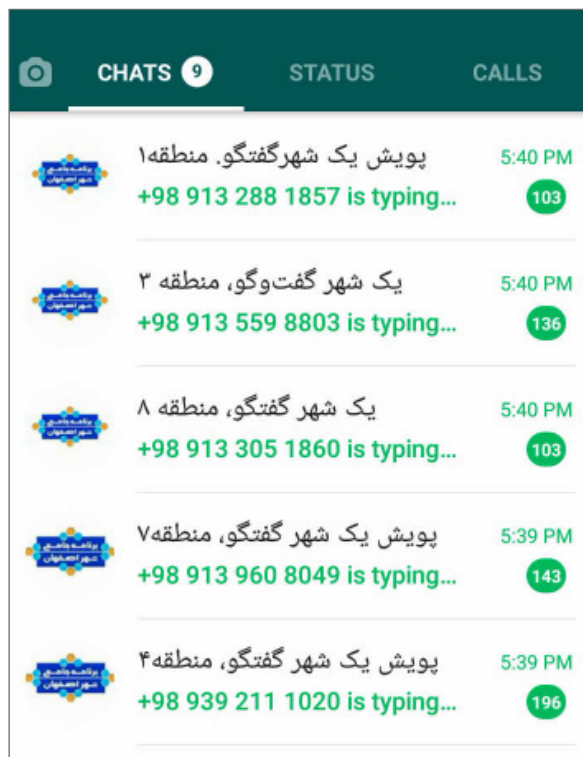 CHATS 9 STATUS CALLS
پویش یک شهرگفتگو. منطقه۱ 5:40 PM
+98 913 288 1857 is typing... 103
یک شهر گفت‌وگو، منطقه ۳ 5:40 PM
+98 913 559 8803 is typing... 136
یک شهر گفتگو، منطقه ۸ 5:40 PM
+98 913 305 1860 is typing... 103
پویش یک شهر گفتگو، منطقه۷ 5:39 PM
+98 913 960 8049 is typing... 143
پویش یک شهر گفتگو، منطقه۴ 5:39 PM
+98 939 211 1020 is typing... 196